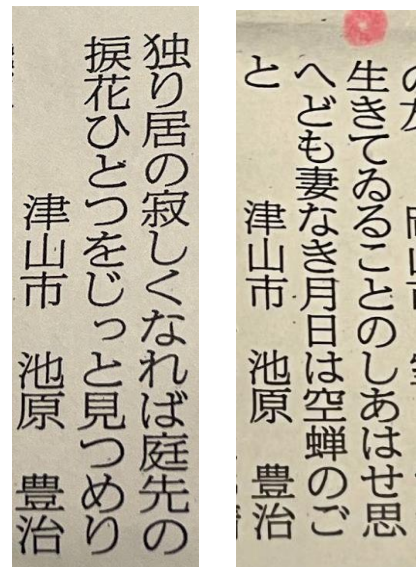 独り居の寂しくなれば庭先の
捩花ひとつをじっと見つめり
津山市 池原 豊治
生きてゐることのしあはせ思
へども妻なき月日は空蝉のご
と
津山市 池原 豊治